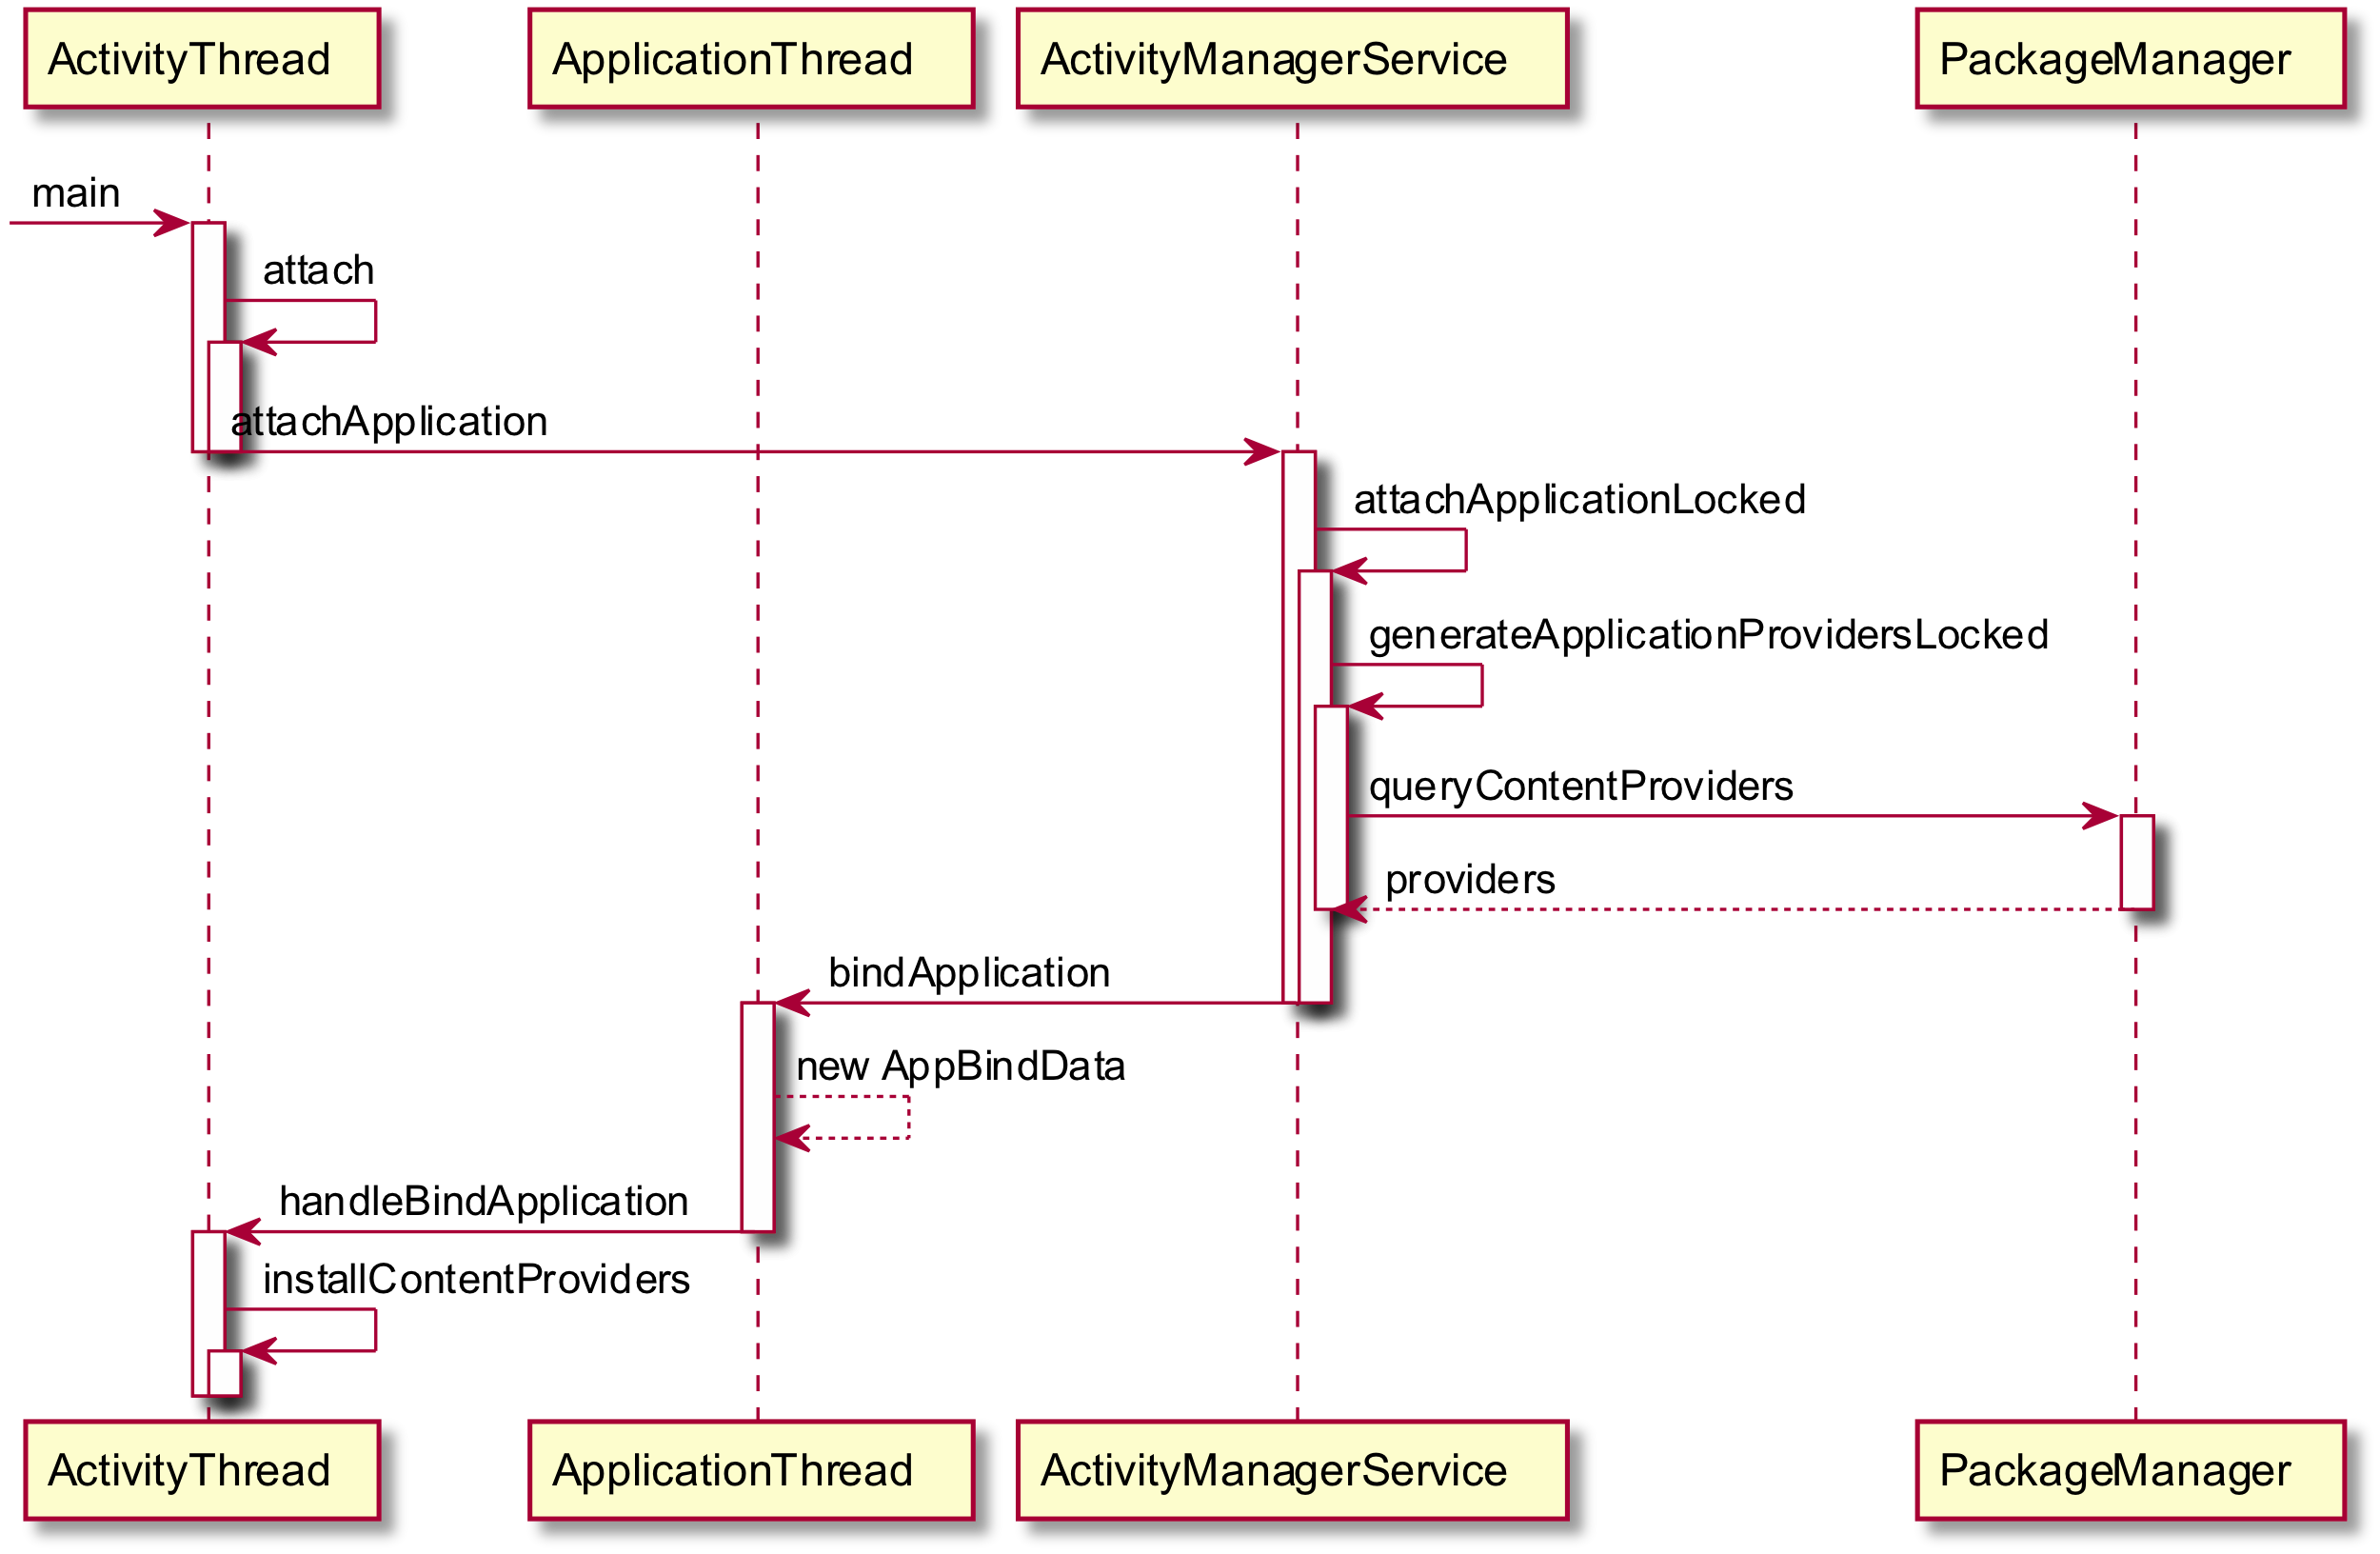 ActivityThread
ApplicationThread
ActivityManagerService
PackageManager
main
attach
attachApplication
attachApplicationLocked
generateApplicationProvidersLocked
queryContentProviders
providers
bindApplication
new AppBindData
handleBindApplication
installContentProviders
ActivityThread
ApplicationThread
ActivityManagerService
PackageManager